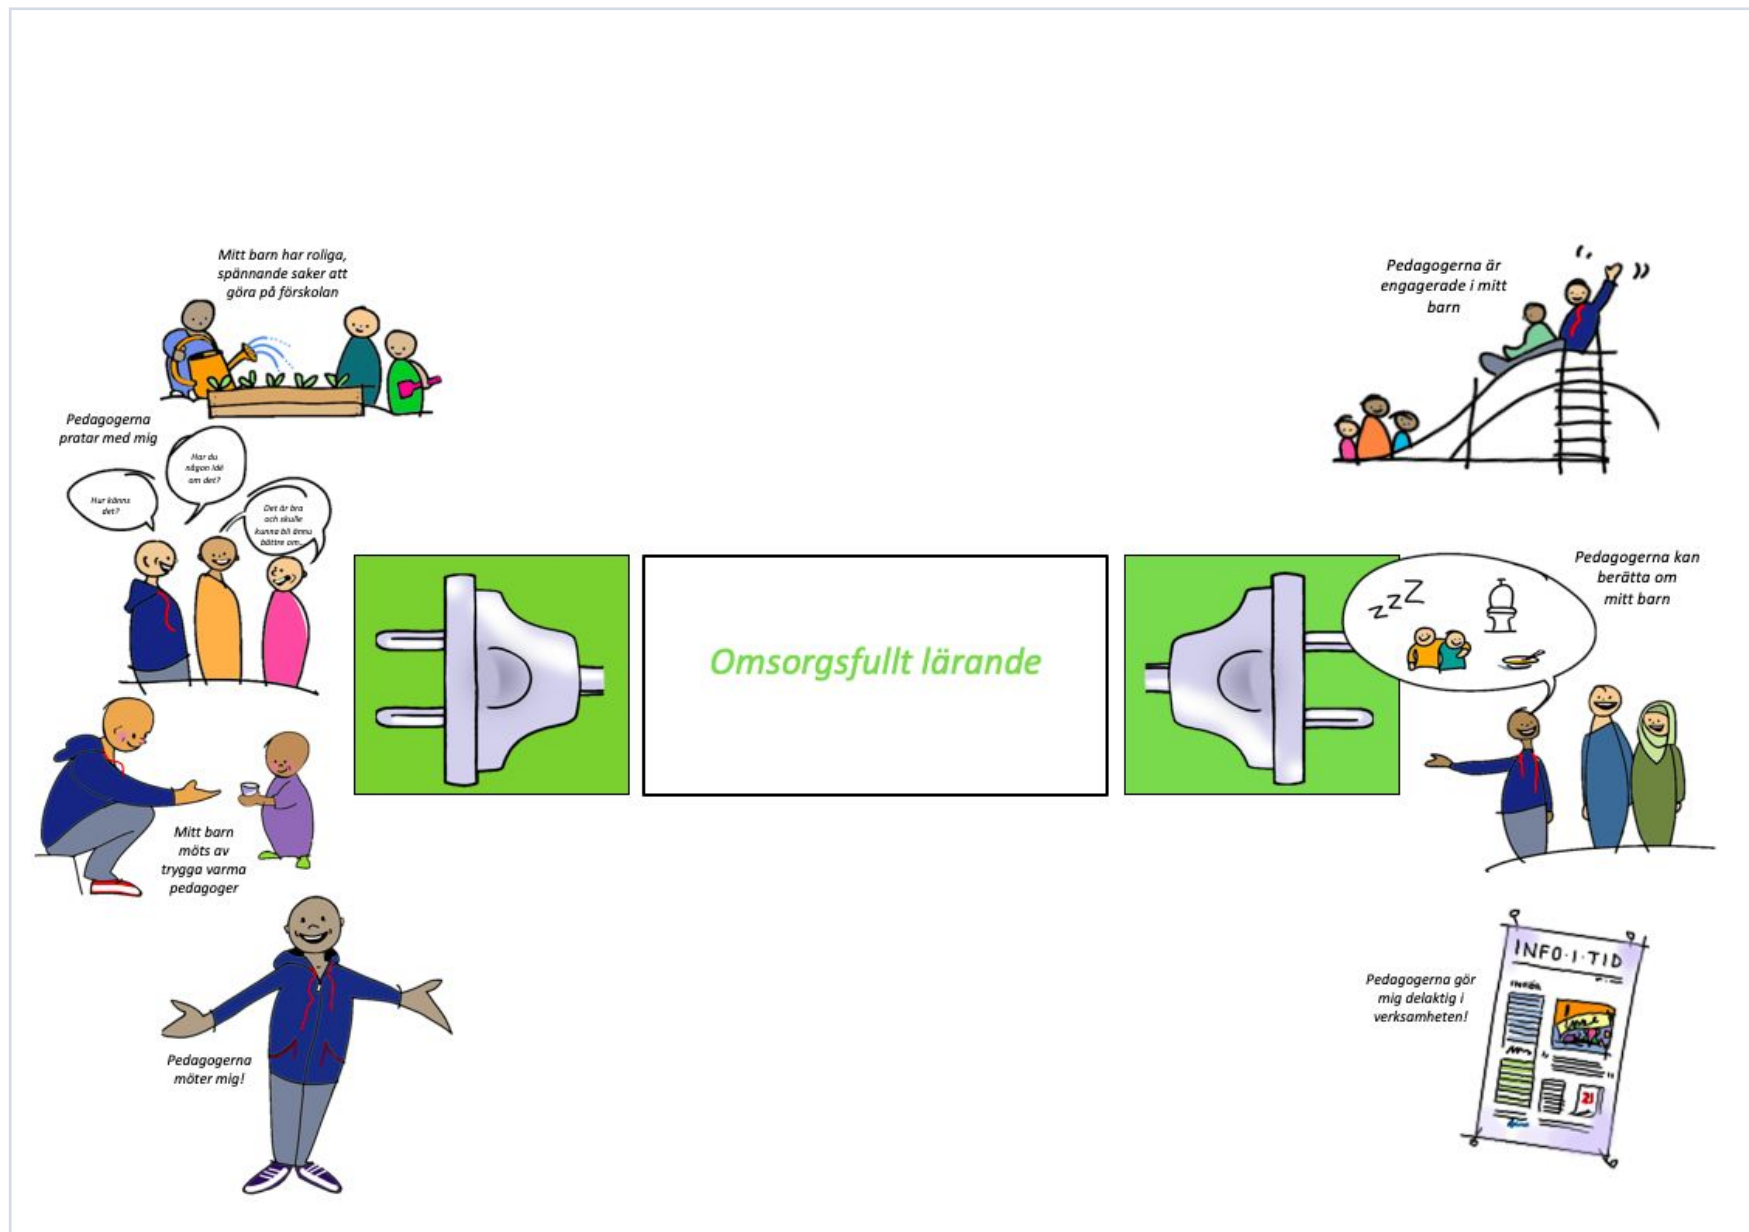 Mitt barn har roliga,
spännande saker att
göra på förskolan
Pedagogerna
pratar med mig
Har du
någon idé
om det?
Hur känns
det?
Det är bra
och skulle
kunna bli ännu
bättre om...
Mitt barn
möts av
trygga varma
pedagoger
Pedagogerna
möter mig!
Omsorgsfullt lärande
Pedagogerna är
engagerade i mitt
barn
Pedagogerna kan
berätta om
mitt barn
zzZ
Pedagogerna gör
mig delaktig i
verksamheten!
INFO·I·TID
21